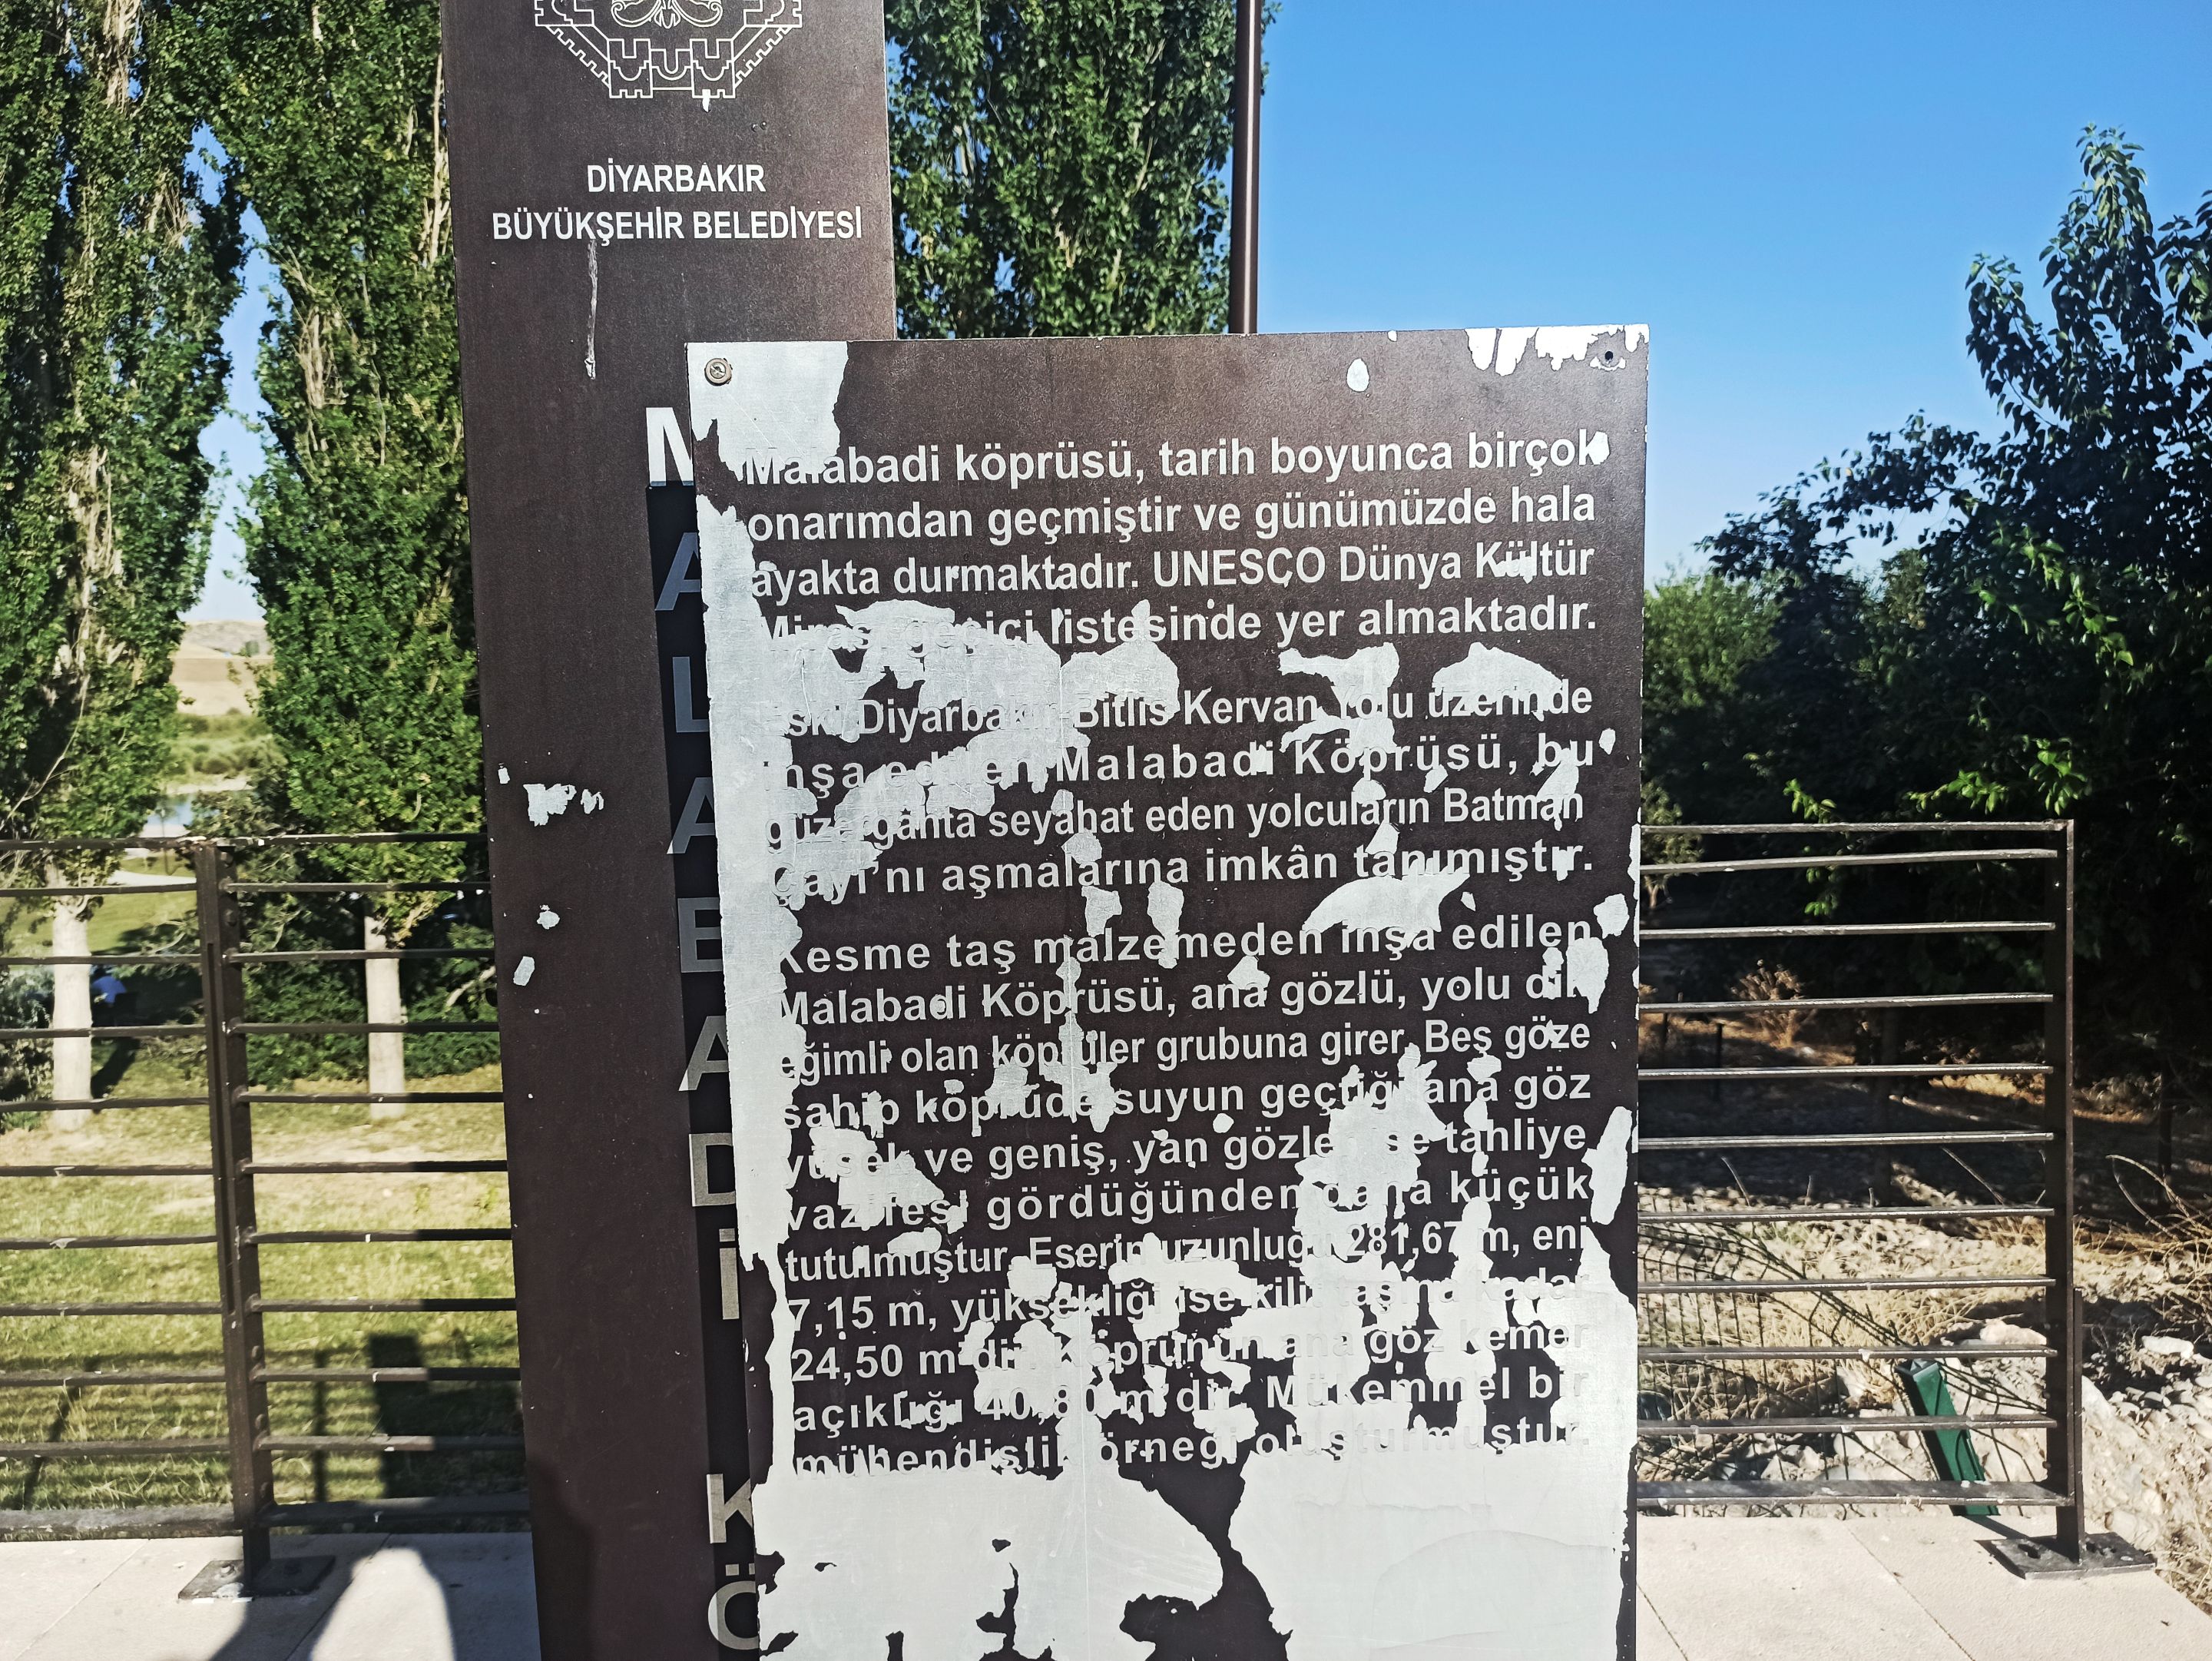 DİYARBAKIR
BÜYÜKŞEHİR BELEDİYESİ
MALABADİ KÖ
Malabadi köprüsü, tarih boyunca birçok
onarımdan geçmiştir ve günümüzde hala
ayakta durmaktadır. UNESCO Dünya Kültür
Miras geçici listesinde yer almaktadır.
Eski Diyarbakır-Bitlis Kervan Yolu üzerinde
inşa edilen Malabadi Köprüsü, bu
güzergahta seyahat eden yolcuların Batman
Çayı'nı aşmalarına imkân tanımıştır.
Kesme taş malzemeden inşa edilen
Malabadi Köprüsü, ana gözlü, yolu dik
eğimli olan köprüler grubuna girer. Beş göze
sahip köprüde suyun geçtiği ana göz
yüksek ve geniş, yan gözler ise tahliye
vazifesi gördüğünden daha küçük
tutulmuştur. Eserin uzunluğu 281,67 m, eni
7,15 m, yüksekliği ise kilit taşına kadar
24,50 m'dir. Köprünün ana göz kemer
açıklığı 40,80 m'dir. Mükemmel bir
mühendislik örneği oluşturmuştur.